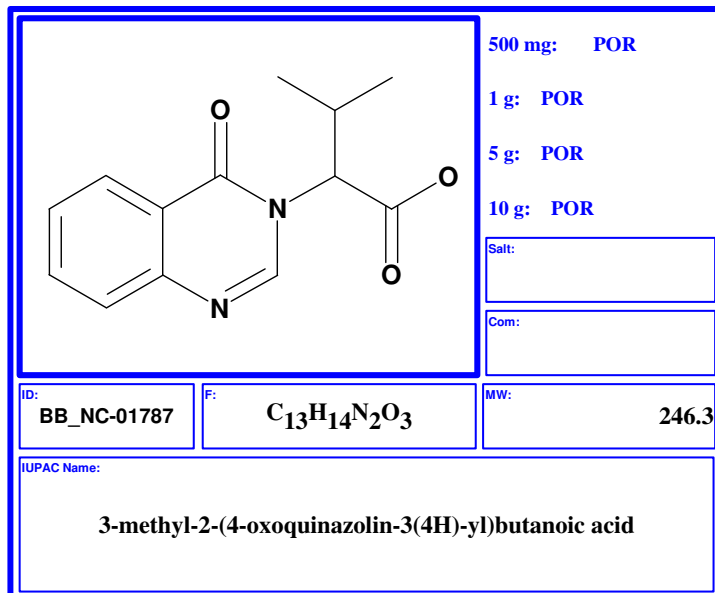 500 mg: POR
1 g: POR
5 g: POR
10 g: POR
O
N
O
O
N
Salt:
Com:
ID:
BB_NC-01787
F:
C13H14N2O3
MW:
246.3
IUPAC Name:
3-methyl-2-(4-oxoquinazolin-3(4H)-yl)butanoic acid